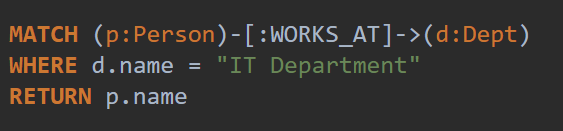 MATCH (p:Person)-[:WORKS_AT]->(d:Dept)
WHERE d.name = "IT Department"
RETURN p.name